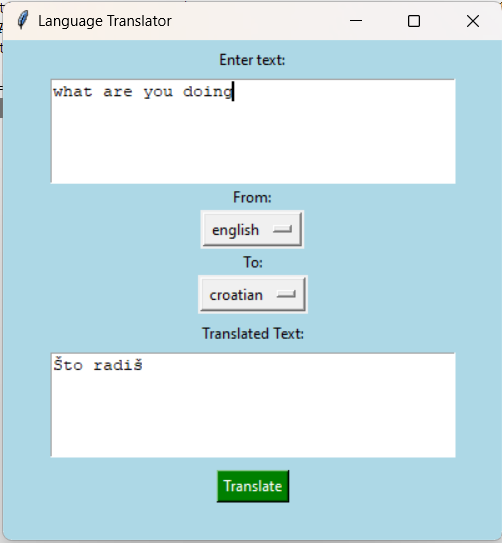 Language Translator
Enter text:
what are you doing
From:
english
To:
croatian
Translated Text:
Što radiš
Translate